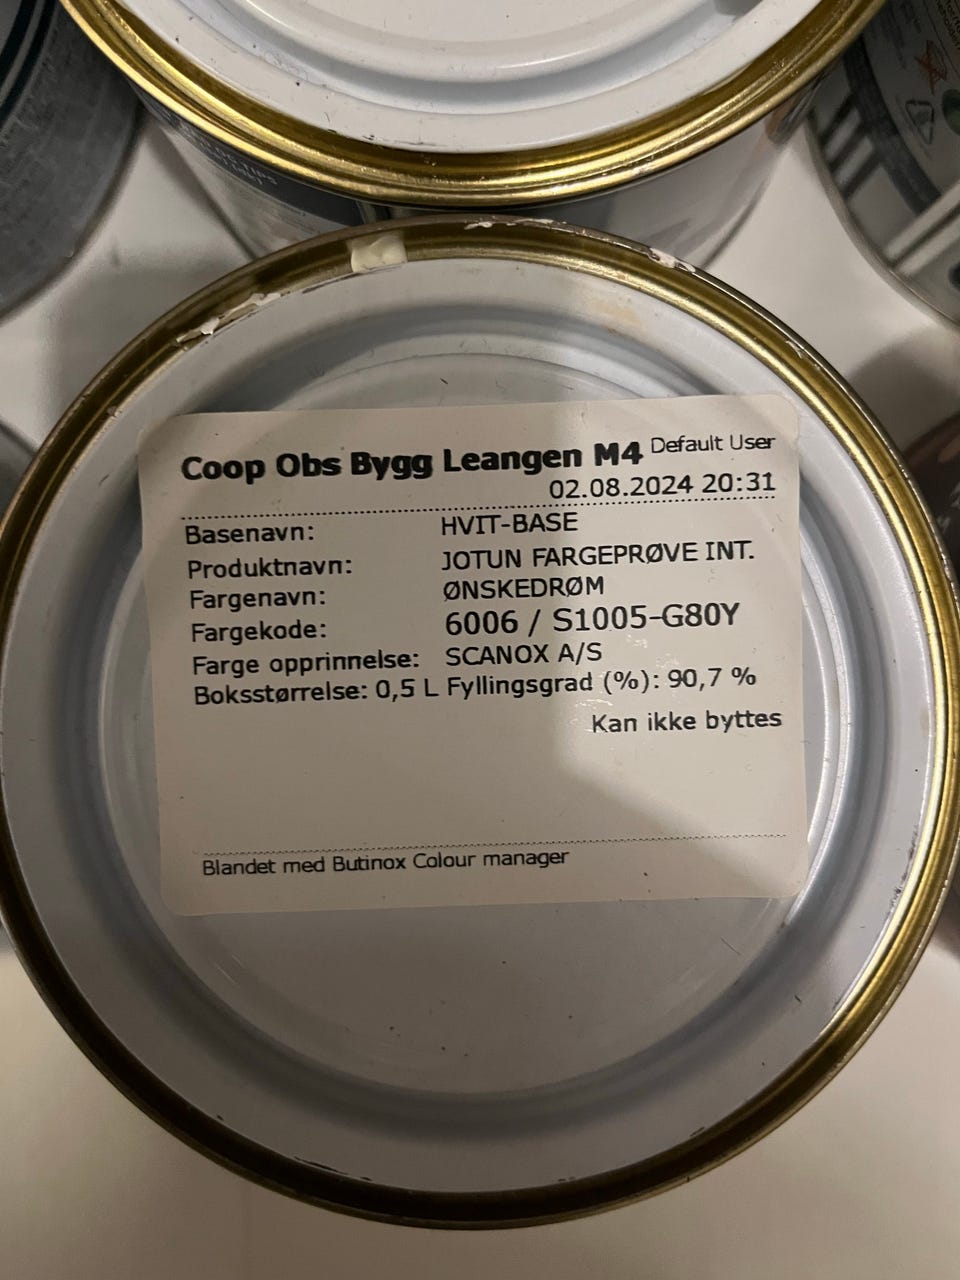 Coop Obs Bygg Leangen M4 Default User
02.08.2024 20:31
Basenavn: HVIT-BASE
Produktnavn: JOTUN FARGEPRØVE INT.
Fargenavn: ØNSKEDRØM
Fargekode: 6006 / S1005-G80Y
Farge opprinnelse: SCANOX A/S
Boksstørrelse: 0,5 L Fyllingsgrad (%): 90,7 %
Kan ikke byttes
Blandet med Butinox Colour manager